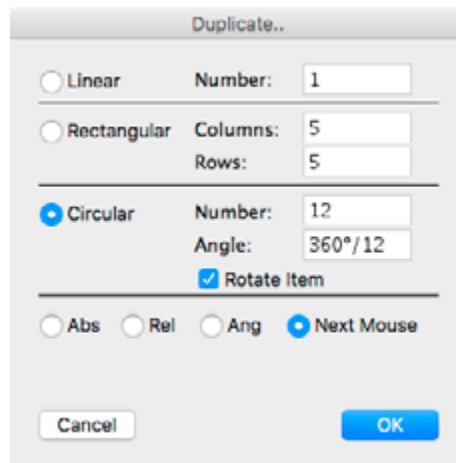 Duplicate..
Linear Number: 1
Rectangular Columns: 5
Rows: 5
Circular Number: 12
Angle: 360°/12
Rotate Item
Abs Rel Ang Next Mouse
Cancel OK